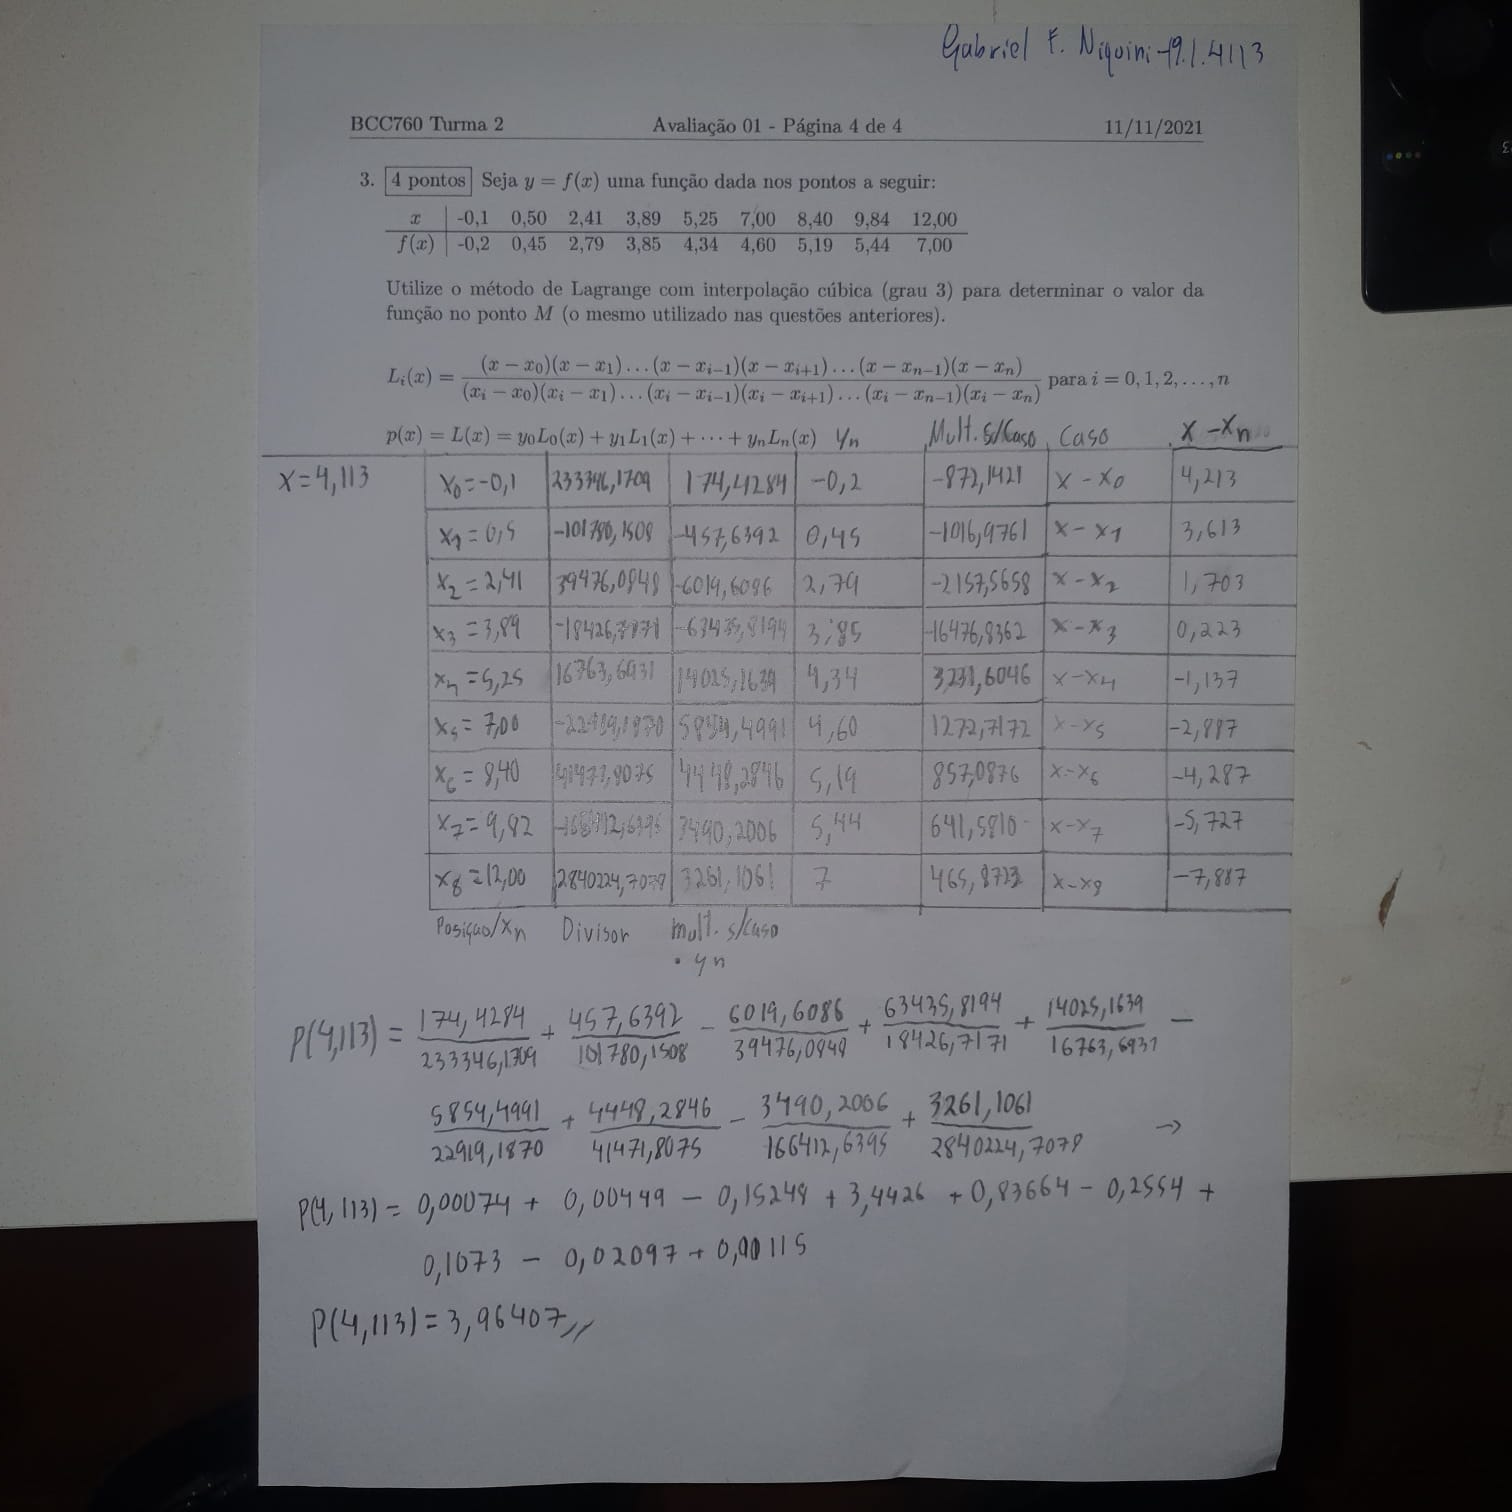 Gabriel F. Niquini-19.1.4113
BCC760 Turma 2 Avaliação 01 - Página 4 de 4 11/11/2021
3. 4 pontos Seja y = f(x) uma função dada nos pontos a seguir:
x -0,1 0,50 2,41 3,89 5,25 7,00 8,40 9,84 12,00
f(x) -0,2 0,45 2,79 3,85 4,34 4,60 5,19 5,44 7,00
Utilize o método de Lagrange com interpolação cúbica (grau 3) para determinar o valor da
função no ponto M (o mesmo utilizado nas questões anteriores).
Lᵢ(x) = (x − x₀)(x − x₁)...(x − xᵢ₋₁)(x − xᵢ₊₁)...(x − xₙ₋₁)(x − xₙ) / (xᵢ − x₀)(xᵢ − x₁)...(xᵢ − xᵢ₋₁)(xᵢ − xᵢ₊₁)...(xᵢ − xₙ₋₁)(xᵢ − xₙ) para i = 0, 1, 2, ..., n
p(x) = L(x) = y₀L₀(x) + y₁L₁(x) + ··· + yₙLₙ(x) Yn Mult. s/Caso Caso X - Xn
X=4,113 X0=-0,1 233346,1709 174,4284 -0,2 -872,1421 X - X0 4,213
X1=0,5 -101780,1508 -457,6392 0,45 -1016,9761 X - X1 3,613
X2=2,41 39476,0848 -6019,6086 2,79 -2157,5658 X - X2 1,703
X3=3,89 -18426,7171 -63435,8194 3,85 -16476,8362 X - X3 0,223
X4=5,25 16763,6931 14025,1639 4,34 3231,6046 X-X4 -1,137
X5=7,00 -22919,1870 5854,4991 4,60 1272,7172 X-X5 -2,887
X6=8,40 41471,8075 4448,2846 5,19 857,0876 X-X6 -4,287
X7=9,82 -166412,6395 3490,2006 5,44 641,5810 X-X7 -5,727
X8=12,00 2840224,7079 3261,1061 7 465,8723 X-X8 -7,887
Posição/Xn Divisor mult. s/caso
• yn
P(4,113) = 174,4284/233346,1709 + 457,6392/101780,1508 - 6019,6086/39476,0848 + 63435,8194/18426,7171 + 14025,1639/16763,6931 -
5854,4991/22919,1870 + 4448,2846/41471,8075 - 3490,2006/166412,6395 + 3261,1061/2840224,7079 →
P(4,113) = 0,00074 + 0,00449 - 0,15249 + 3,4426 + 0,83664 - 0,2554 +
0,1073 - 0,02097 + 0,00115
P(4,113) = 3,96407,,